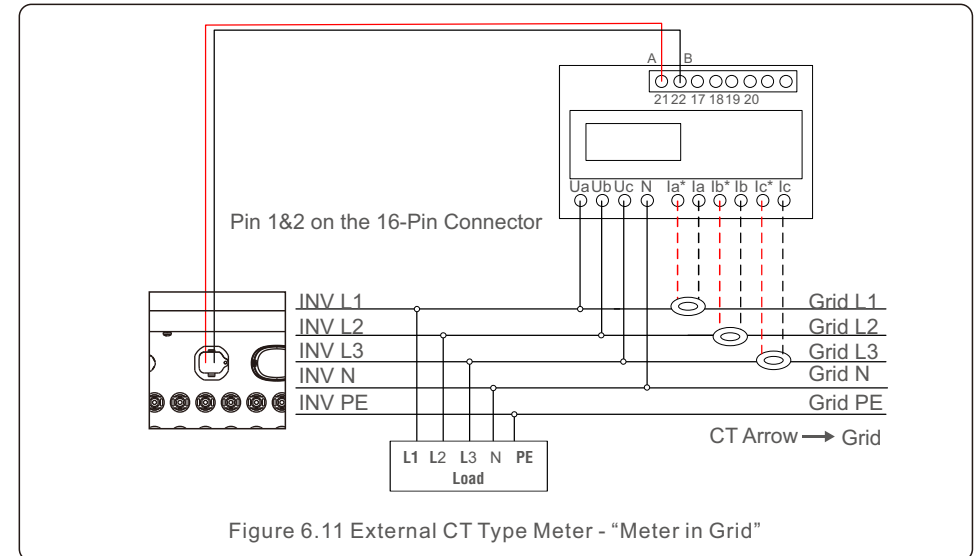 A B
21 22 17 18 19 20
Ua Ub Uc N Ia* Ia Ib* Ib Ic* Ic
Pin 1&2 on the 16-Pin Connector
INV L1 Grid L1
INV L2 Grid L2
INV L3 Grid L3
INV N Grid N
INV PE Grid PE
CT Arrow → Grid
L1 L2 L3 N PE
Load
Figure 6.11 External CT Type Meter - “Meter in Grid”